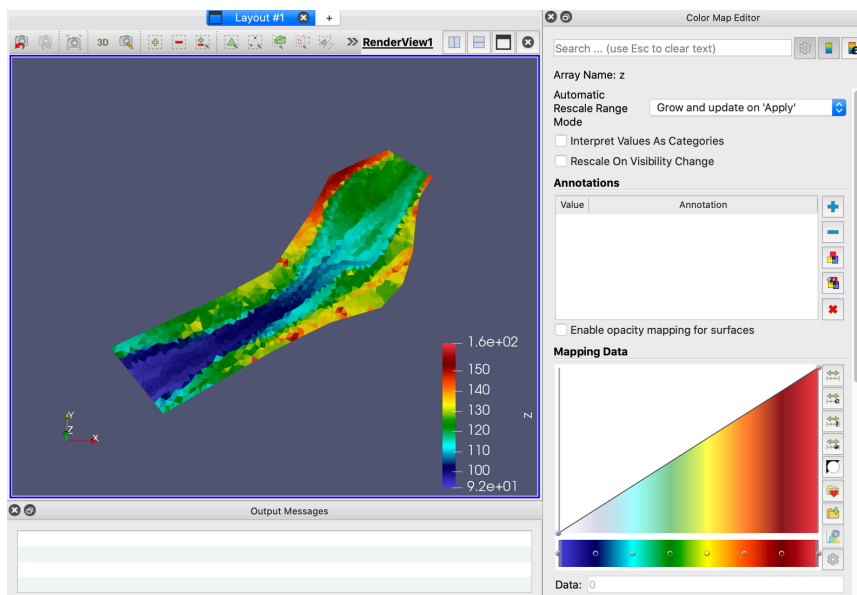 Layout #1
+
3D
RenderView1
Color Map Editor
Search ... (use Esc to clear text)
Array Name: z
Automatic
Rescale Range
Mode
Grow and update on 'Apply'
Interpret Values As Categories
Rescale On Visibility Change
Annotations
Value Annotation
Enable opacity mapping for surfaces
Mapping Data
1.6e+02
150
140
130
120
110
100
9.2e+01
z
Y
Z
X
Output Messages
Data: 0